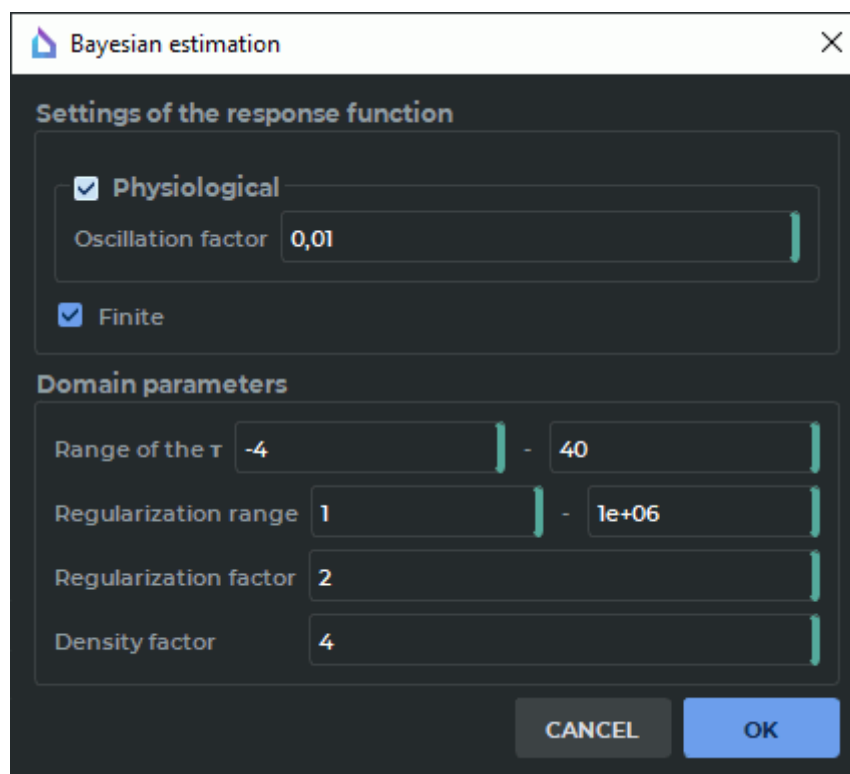 Bayesian estimation
Settings of the response function
Physiological
Oscillation factor 0,01
Finite
Domain parameters
Range of the τ -4 - 40
Regularization range 1 - 1e+06
Regularization factor 2
Density factor 4
CANCEL OK